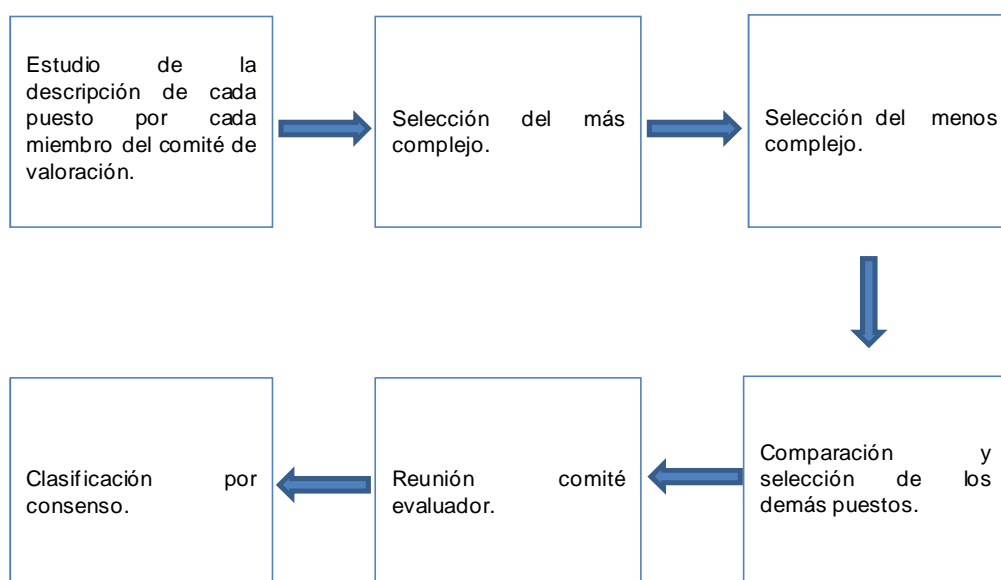 Estudio de la
descripción de cada
puesto por cada
miembro del comité de
valoración.
Selección del más
complejo.
Selección del menos
complejo.
Comparación y
selección de los
demás puestos.
Reunión comité
evaluador.
Clasificación por
consenso.